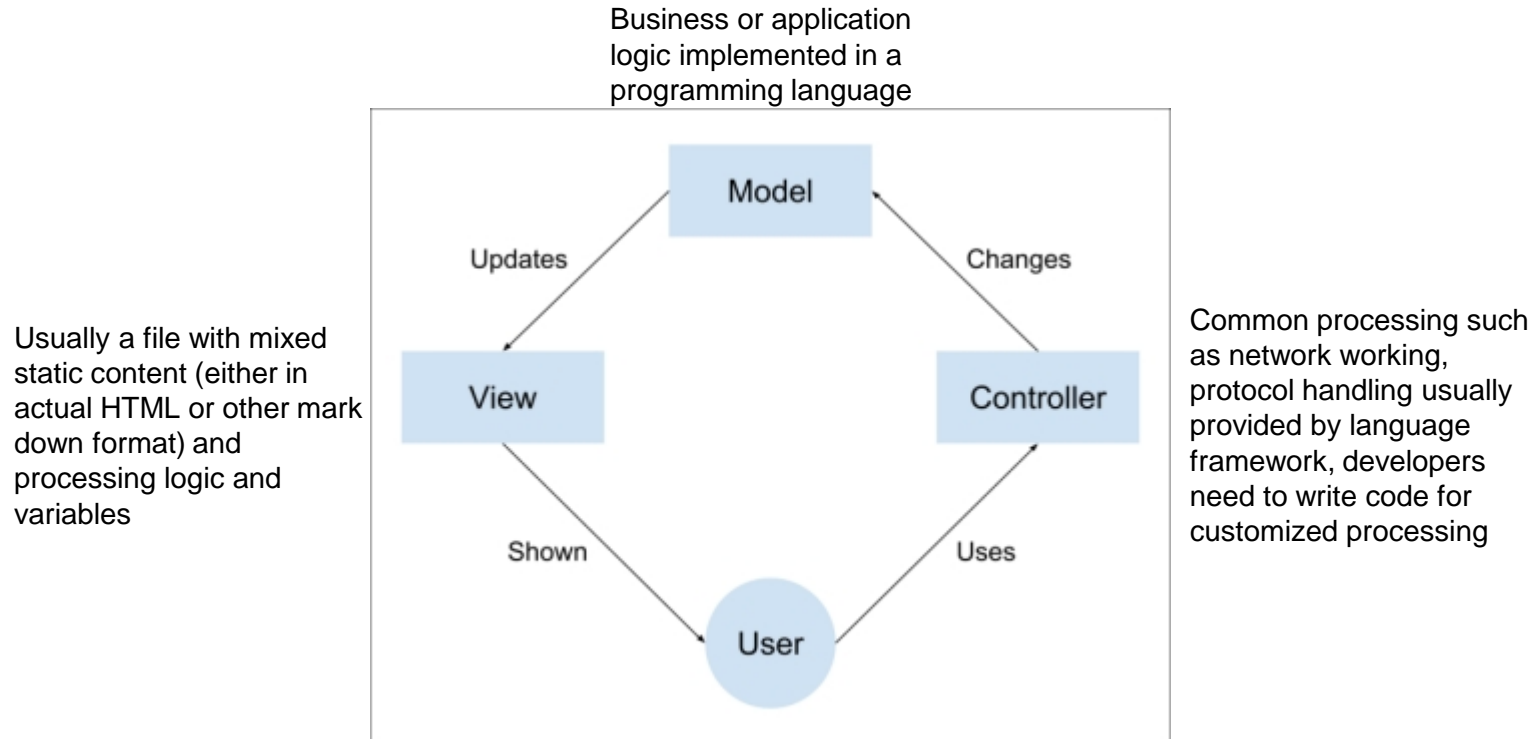 Business or application
logic implemented in a
programming language
Model
Updates
Changes
Usually a file with mixed
static content (either in
actual HTML or other mark
down format) and
processing logic and
variables
View
Controller
Common processing such
as network working,
protocol handling usually
provided by language
framework, developers
need to write code for
customized processing
Shown
Uses
User